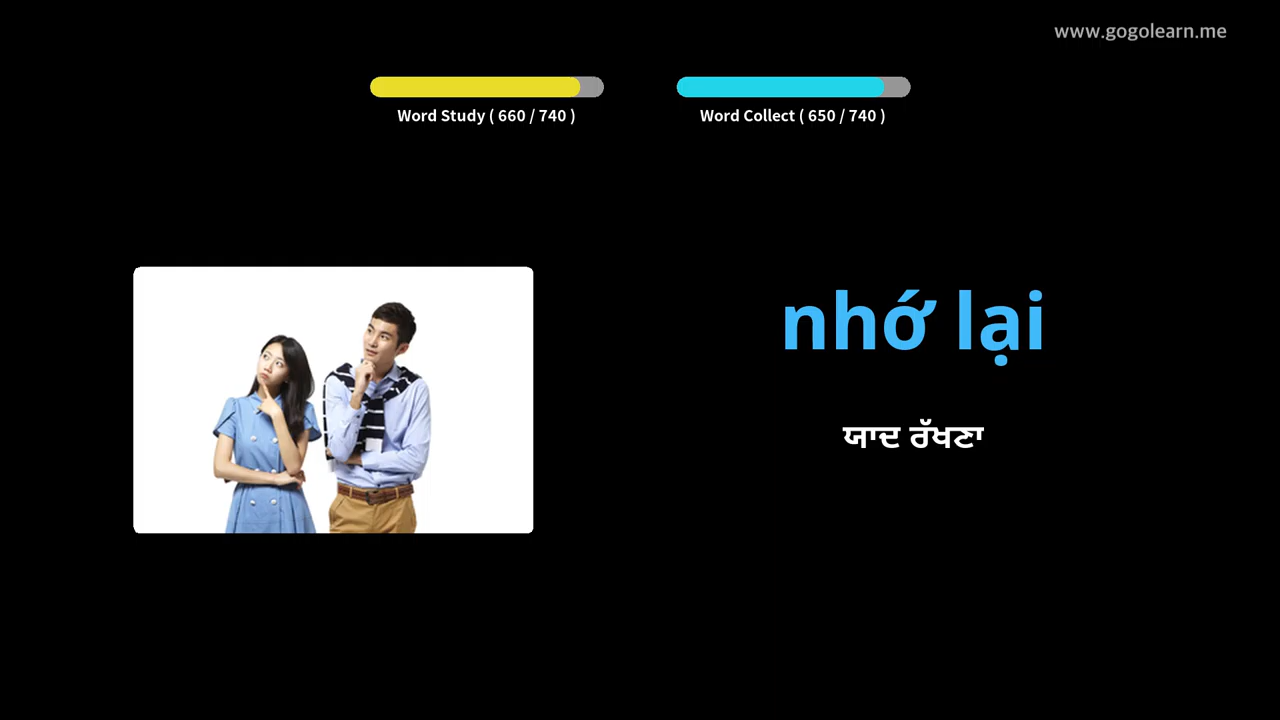 www.gogolearn.me
Word Study ( 660 / 740 )
Word Collect ( 650 / 740 )
nhớ lại
ਯਾਦ ਰੱਖਣਾ